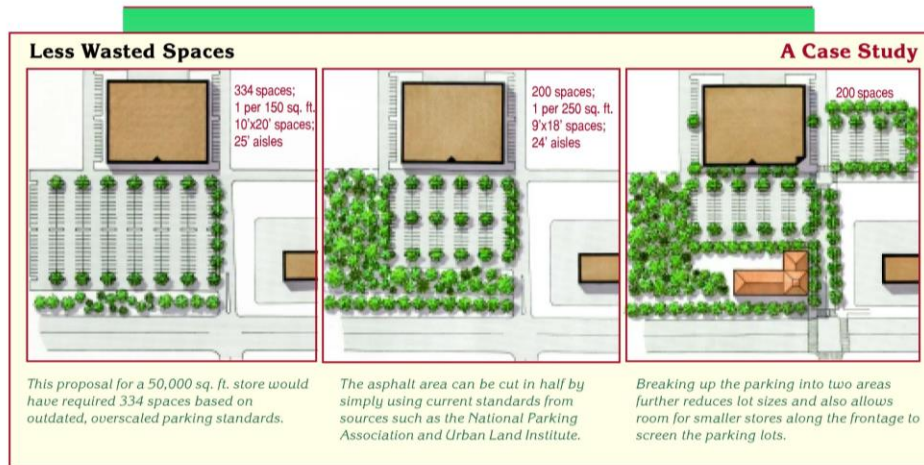 Less Wasted Spaces
A Case Study
334 spaces;
1 per 150 sq. ft.
10'x20' spaces;
25' aisles
200 spaces;
1 per 250 sq. ft.
9'x18' spaces;
24' aisles
200 spaces
This proposal for a 50,000 sq. ft. store would
have required 334 spaces based on
outdated, overscaled parking standards.
The asphalt area can be cut in half by
simply using current standards from
sources such as the National Parking
Association and Urban Land Institute.
Breaking up the parking into two areas
further reduces lot sizes and also allows
room for smaller stores along the frontage to
screen the parking lots.